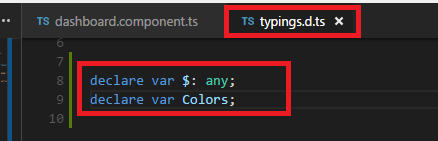 TS dashboard.component.ts TS typings.d.ts ×
6
7
8 declare var $: any;
9 declare var Colors;
10